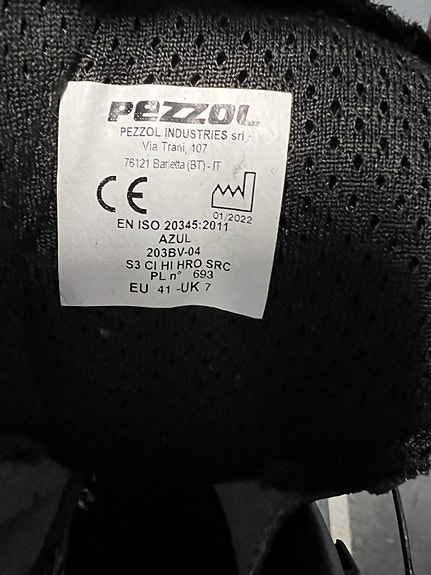 PEZZOL
PEZZOL INDUSTRIES srl.
Via Trani, 107
76121 Barletta (BT) - IT
CE
01/2022
EN ISO 20345:2011
AZUL
203BV-04
S3 CI HI HRO SRC
PL n° 693
EU 41 -UK 7